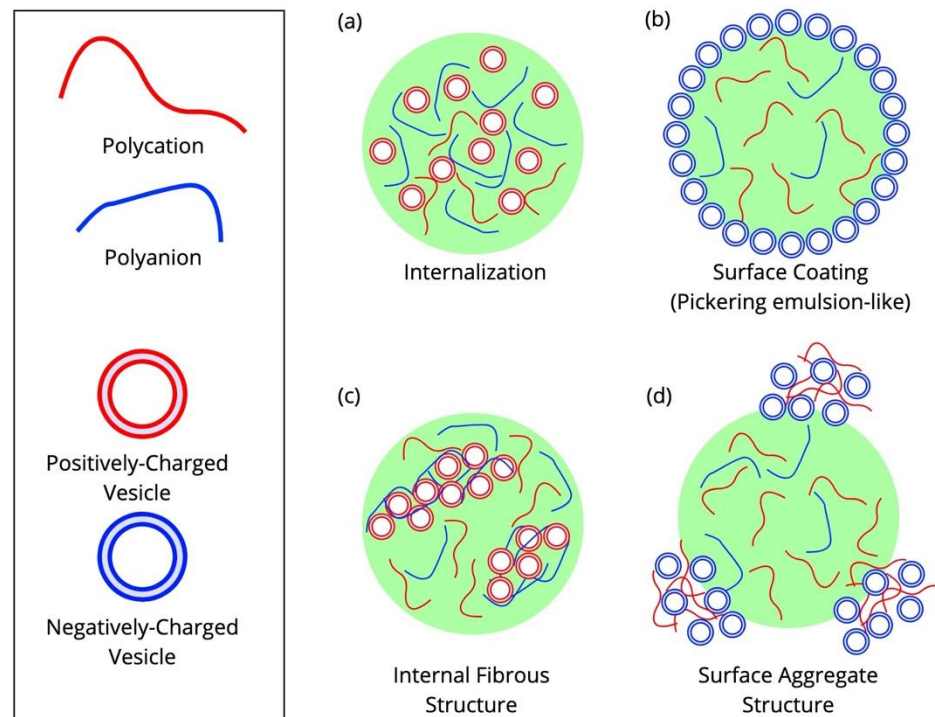 Polycation
Polyanion
Positively-Charged
Vesicle
Negatively-Charged
Vesicle
(a)
Internalization
(b)
Surface Coating
(Pickering emulsion-like)
(c)
Internal Fibrous
Structure
(d)
Surface Aggregate
Structure